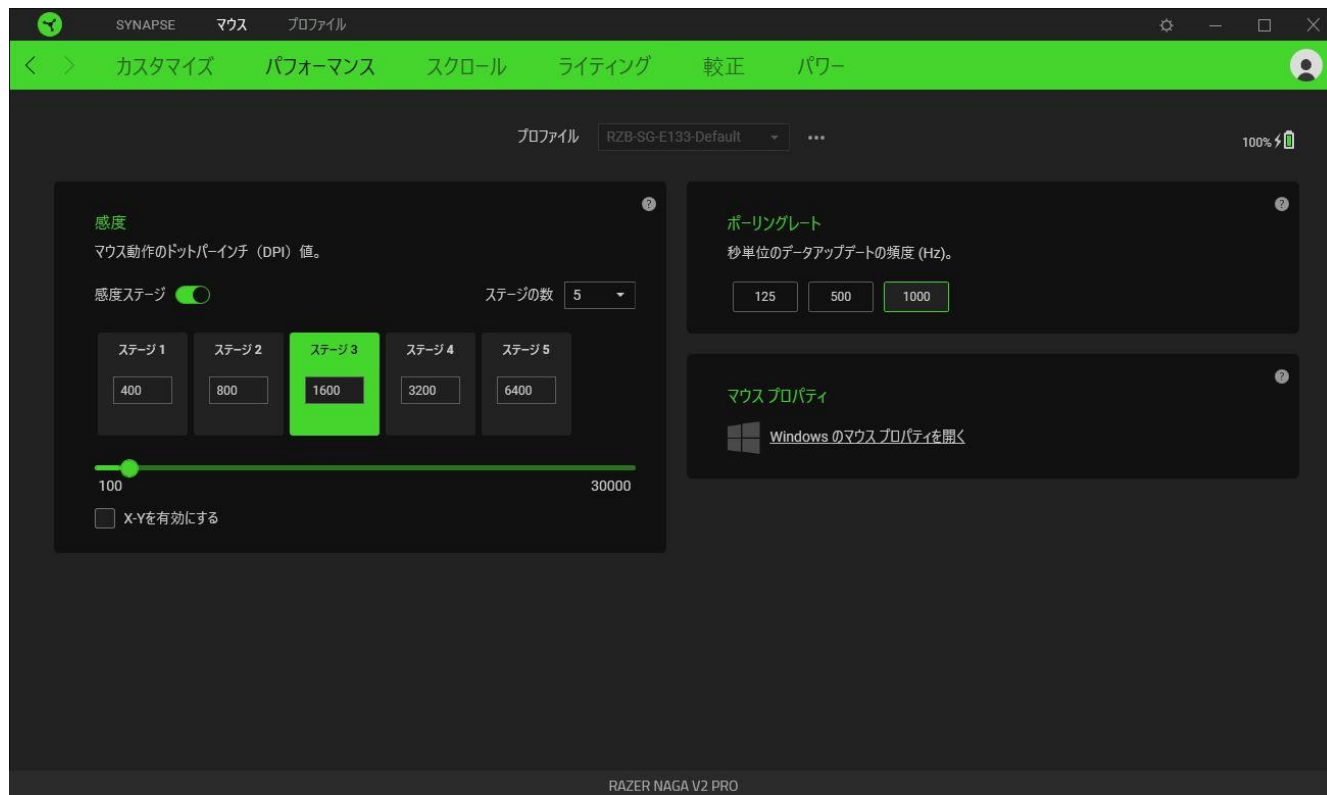 SYNAPSE マウス プロファイル
カスタマイズ パフォーマンス スクロール ライティング 較正 パワー
プロファイル RZB-SG-E133-Default ••• 100%
感度
マウス動作のドットパーインチ（DPI）値。
感度ステージ ステージの数 5
ステージ 1 ステージ 2 ステージ 3 ステージ 4 ステージ 5
400 800 1600 3200 6400
100 30000
X-Yを有効にする
ポーリングレート
秒単位のデータアップデートの頻度 (Hz)。
125 500 1000
マウス プロパティ
Windows のマウス プロパティを開く
RAZER NAGA V2 PRO